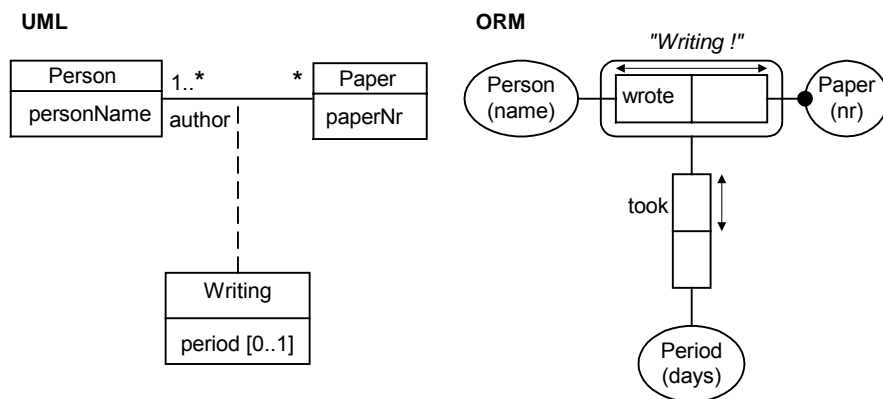 UML
Person
personName
1..*
*
author
Paper
paperNr
Writing
period [0..1]
ORM
"Writing !"
Person
(name)
wrote
Paper
(nr)
took
Period
(days)